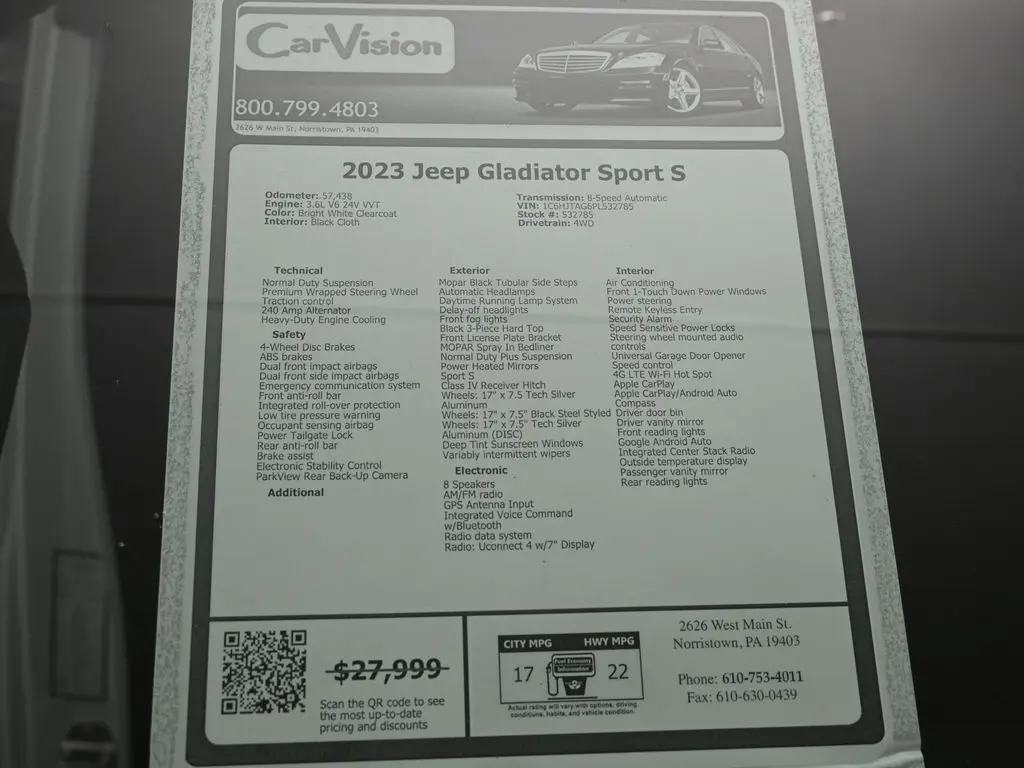 CarVision
800.799.4803
2626 W Main St, Norristown, PA 19403
2023 Jeep Gladiator Sport S
Odometer: 57,438
Engine: 3.6L V6 24V VVT
Color: Bright White Clearcoat
Interior: Black Cloth
Transmission: 8-Speed Automatic
VIN: 1C6HJTAG6PL532785
Stock #: 532785
Drivetrain: 4WD
Technical
Normal Duty Suspension
Premium Wrapped Steering Wheel
Traction control
240 Amp Alternator
Heavy-Duty Engine Cooling
Safety
4-Wheel Disc Brakes
ABS brakes
Dual front impact airbags
Dual front side impact airbags
Emergency communication system
Front anti-roll bar
Integrated roll-over protection
Low tire pressure warning
Occupant sensing airbag
Power Tailgate Lock
Rear anti-roll bar
Brake assist
Electronic Stability Control
ParkView Rear Back-Up Camera
Additional
Exterior
Mopar Black Tubular Side Steps
Automatic Headlamps
Daytime Running Lamp System
Delay-off headlights
Front fog lights
Black 3-Piece Hard Top
Front License Plate Bracket
MOPAR Spray In Bedliner
Normal Duty Plus Suspension
Power Heated Mirrors
Sport S
Class IV Receiver Hitch
Wheels: 17" x 7.5 Tech Silver
Aluminum
Wheels: 17" x 7.5" Black Steel Styled
Wheels: 17" x 7.5" Tech Silver
Aluminum (DISC)
Deep Tint Sunscreen Windows
Variably intermittent wipers
Electronic
8 Speakers
AM/FM radio
GPS Antenna Input
Integrated Voice Command
w/Bluetooth
Radio data system
Radio: Uconnect 4 w/7" Display
Interior
Air Conditioning
Front 1-Touch Down Power Windows
Power steering
Remote Keyless Entry
Security Alarm
Speed Sensitive Power Locks
Steering wheel mounted audio
controls
Universal Garage Door Opener
Speed control
4G LTE Wi-Fi Hot Spot
Apple CarPlay
Apple CarPlay/Android Auto
Compass
Driver door bin
Driver vanity mirror
Front reading lights
Google Android Auto
Integrated Center Stack Radio
Outside temperature display
Passenger vanity mirror
Rear reading lights
$27,999
Scan the QR code to see
the most up-to-date
pricing and discounts
CITY MPG
HWY MPG
17
Fuel Economy
Information
22
Actual rating will vary with options, driving
conditions, habits, and vehicle condition.
2626 West Main St.
Norristown, PA 19403
Phone: 610-753-4011
Fax: 610-630-0439